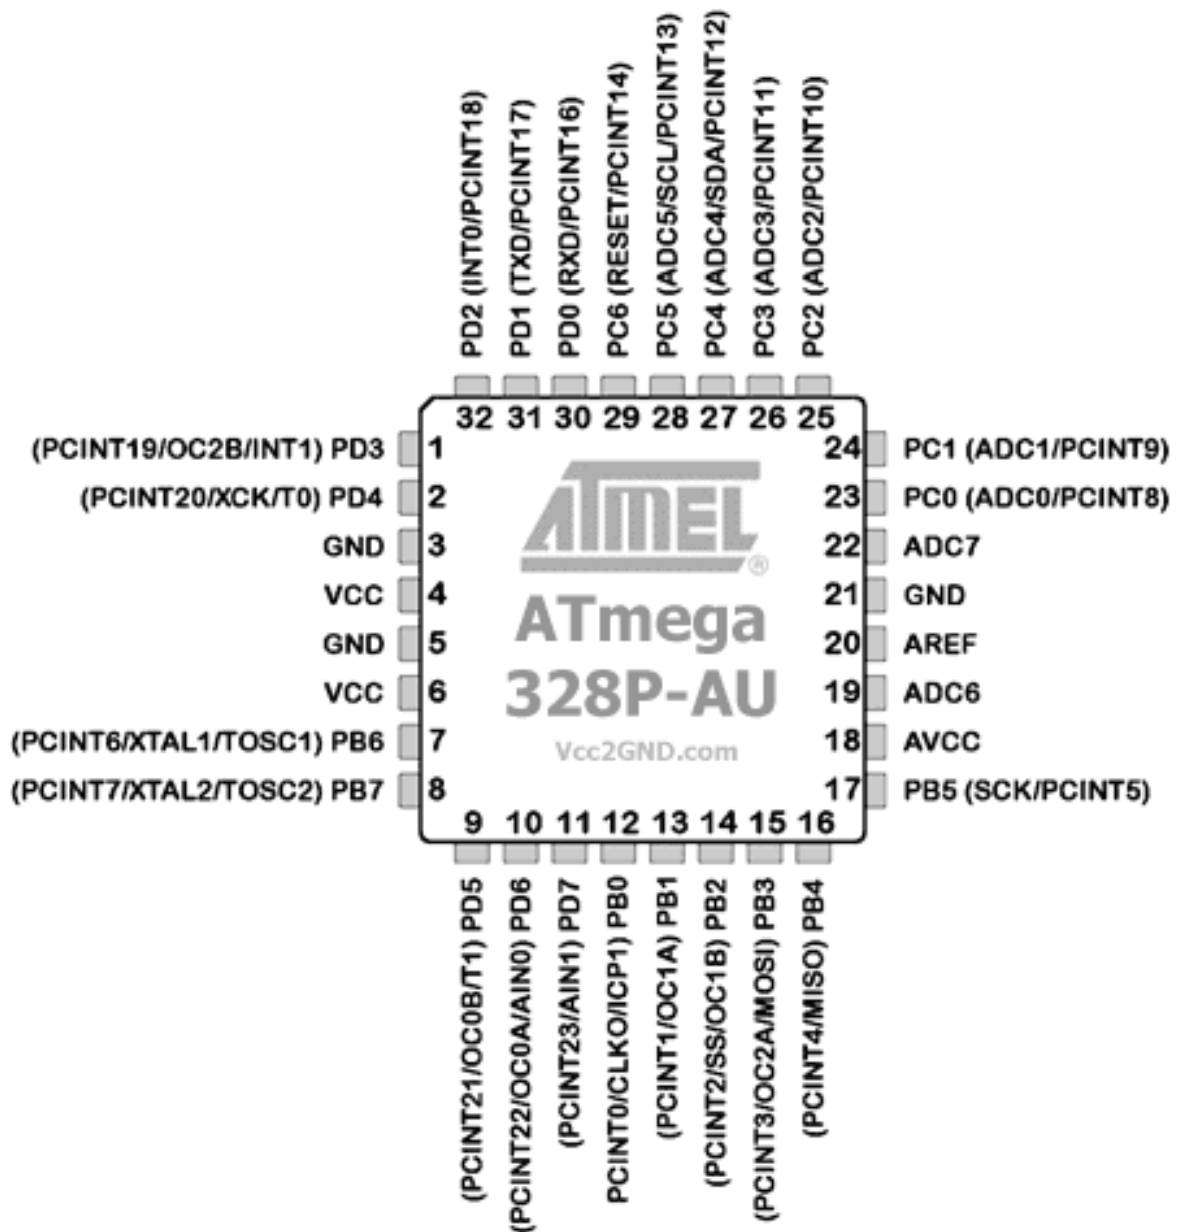 PD2 (INT0/PCINT18)
PD1 (TXD/PCINT17)
PD0 (RXD/PCINT16)
PC6 (RESET/PCINT14)
PC5 (ADC5/SCL/PCINT13)
PC4 (ADC4/SDA/PCINT12)
PC3 (ADC3/PCINT11)
PC2 (ADC2/PCINT10)
32 31 30 29 28 27 26 25
(PCINT19/OC2B/INT1) PD3 1
(PCINT20/XCK/T0) PD4 2
GND 3
VCC 4
GND 5
VCC 6
(PCINT6/XTAL1/TOSC1) PB6 7
(PCINT7/XTAL2/TOSC2) PB7 8
ATMEL®
ATmega
328P-AU
Vcc2GND.com
24 PC1 (ADC1/PCINT9)
23 PC0 (ADC0/PCINT8)
22 ADC7
21 GND
20 AREF
19 ADC6
18 AVCC
17 PB5 (SCK/PCINT5)
9 10 11 12 13 14 15 16
(PCINT21/OC0B/T1) PD5
(PCINT22/OC0A/AIN0) PD6
(PCINT23/AIN1) PD7
PCINT0/CLKO/ICP1) PB0
(PCINT1/OC1A) PB1
(PCINT2/SS/OC1B) PB2
(PCINT3/OC2A/MOSI) PB3
(PCINT4/MISO) PB4